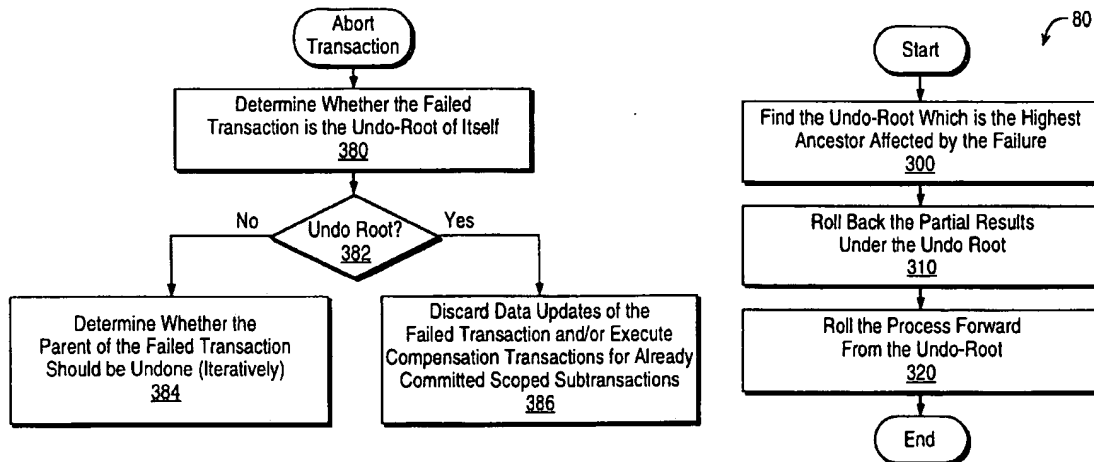 Abort
Transaction
Determine Whether the Failed
Transaction is the Undo-Root of Itself
380
No
Undo Root?
382
Yes
Determine Whether the
Parent of the Failed Transaction
Should be Undone (Iteratively)
384
Discard Data Updates of the
Failed Transaction and/or Execute
Compensation Transactions for Already
Committed Scoped Subtransactions
386
80
Start
Find the Undo-Root Which is the Highest
Ancestor Affected by the Failure
300
Roll Back the Partial Results
Under the Undo Root
310
Roll the Process Forward
From the Undo-Root
320
End